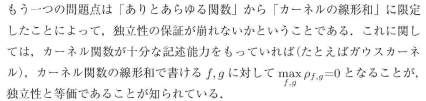 もう一つの問題点は「ありとあらゆる関数」から「カーネルの線形和」に限定
したことによって，独立性の保証が崩れないかということである．これに関し
ては，カーネル関数が十分な記述能力をもっていれば(たとえばガウスカーネ
ル)，カーネル関数の線形和で書ける f, g に対して max ρf,g=0 となることが，
f,g
独立性と等価であることが知られている．